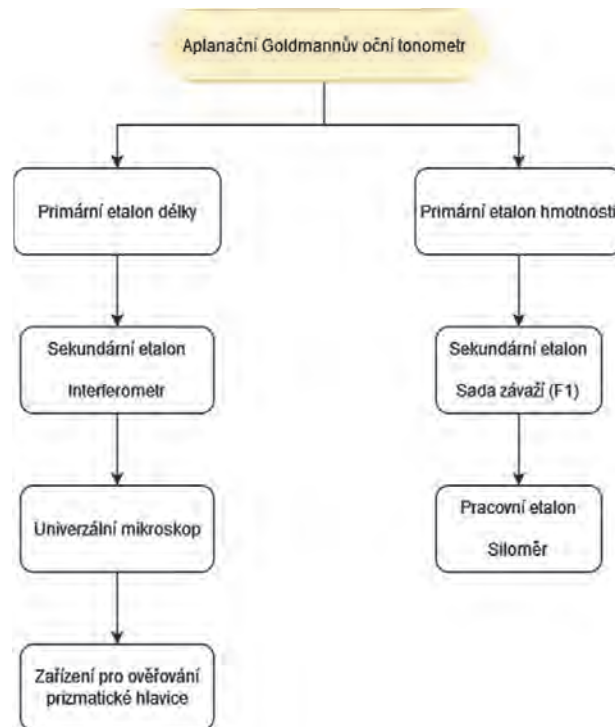 Aplanační Goldmannův oční tonometr
Primární etalon délky
Primární etalon hmotnosti
Sekundární etalon
Interferometr
Sekundární etalon
Sada závaží (F1)
Univerzální mikroskop
Pracovní etalon
Siloměr
Zařízení pro ověřování
prizmatické hlavice